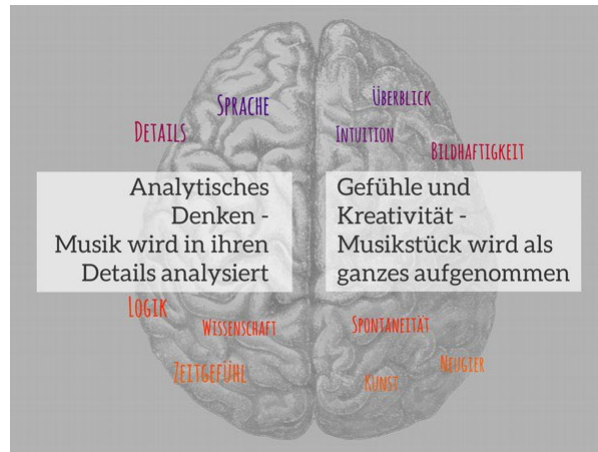 SPRACHE
DETAILS
ÜBERBLICK
INTUITION
BILDHAFTIGKEIT
Analytisches
Denken -
Musik wird in ihren
Details analysiert
Gefühle und
Kreativität -
Musikstück wird als
ganzes aufgenommen
LOGIK
WISSENSCHAFT
ZEITGEFÜHL
SPONTANEITÄT
NEUGIER
KUNST